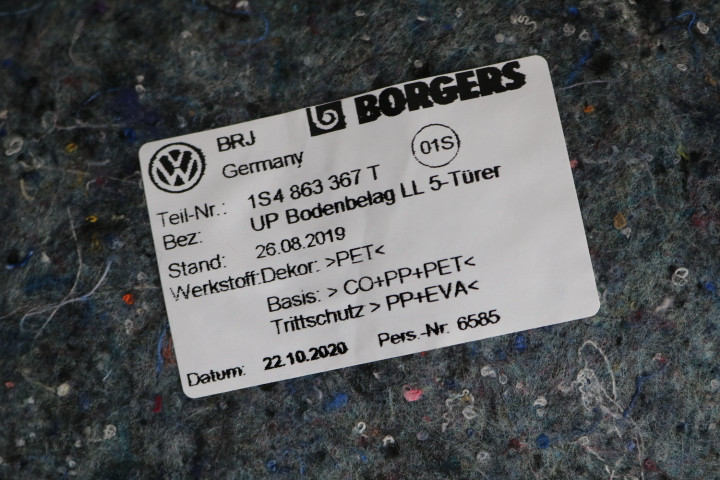 BORGERS
BRJ
Germany
01S
Teil-Nr.: 1S4 863 367 T
Bez: UP Bodenbelag LL 5-Türer
Stand: 26.08.2019
Werkstoff:Dekor: >PET<
Basis: > CO+PP+PET<
Trittschutz > PP+EVA<
Datum: 22.10.2020 Pers.-Nr. 6585